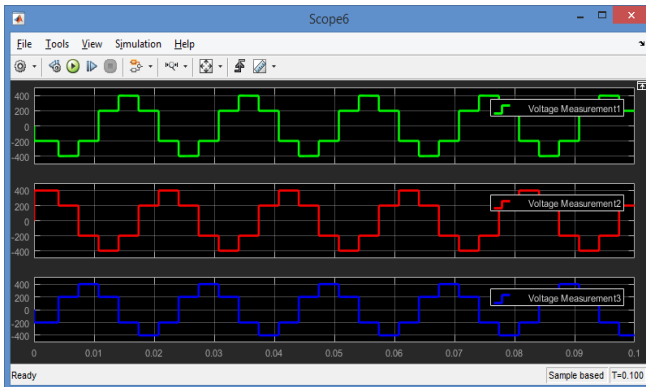 Scope6
File Tools View Simulation Help
400
200
0
-200
-400
Voltage Measurement1
400
200
0
-200
-400
Voltage Measurement2
400
200
0
-200
-400
Voltage Measurement3
0 0.01 0.02 0.03 0.04 0.05 0.06 0.07 0.08 0.09 0.1
Ready Sample based T=0.100